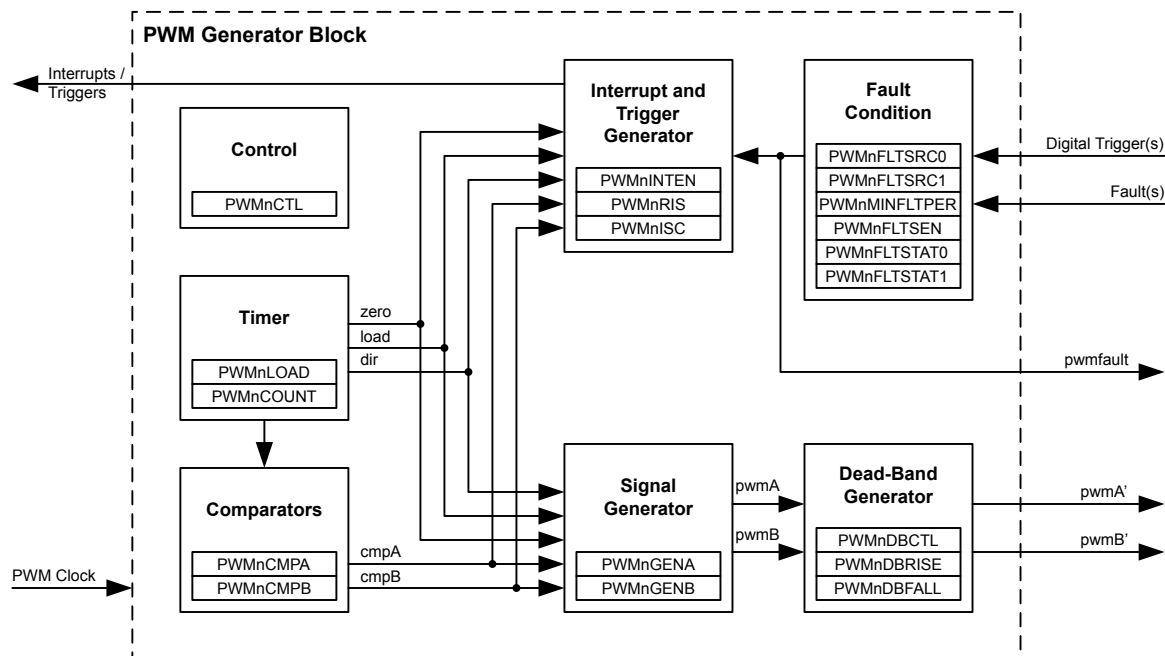 PWM Generator Block
Interrupts /
Triggers
Control
PWMnCTL
Interrupt and
Trigger
Generator
PWMnINTEN
PWMnRIS
PWMnISC
Fault
Condition
PWMnFLTSRC0
PWMnFLTSRC1
PWMnMINFLTPER
PWMnFLTSEN
PWMnFLTSTAT0
PWMnFLTSTAT1
Digital Trigger(s)
Fault(s)
Timer
PWMnLOAD
PWMnCOUNT
zero
load
dir
pwmfault
Comparators
PWMnCMPA
PWMnCMPB
cmpA
cmpB
Signal
Generator
PWMnGENA
PWMnGENB
pwmA
pwmB
Dead-Band
Generator
PWMnDBCTL
PWMnDBRISE
PWMnDBFALL
pwmA’
pwmB’
PWM Clock